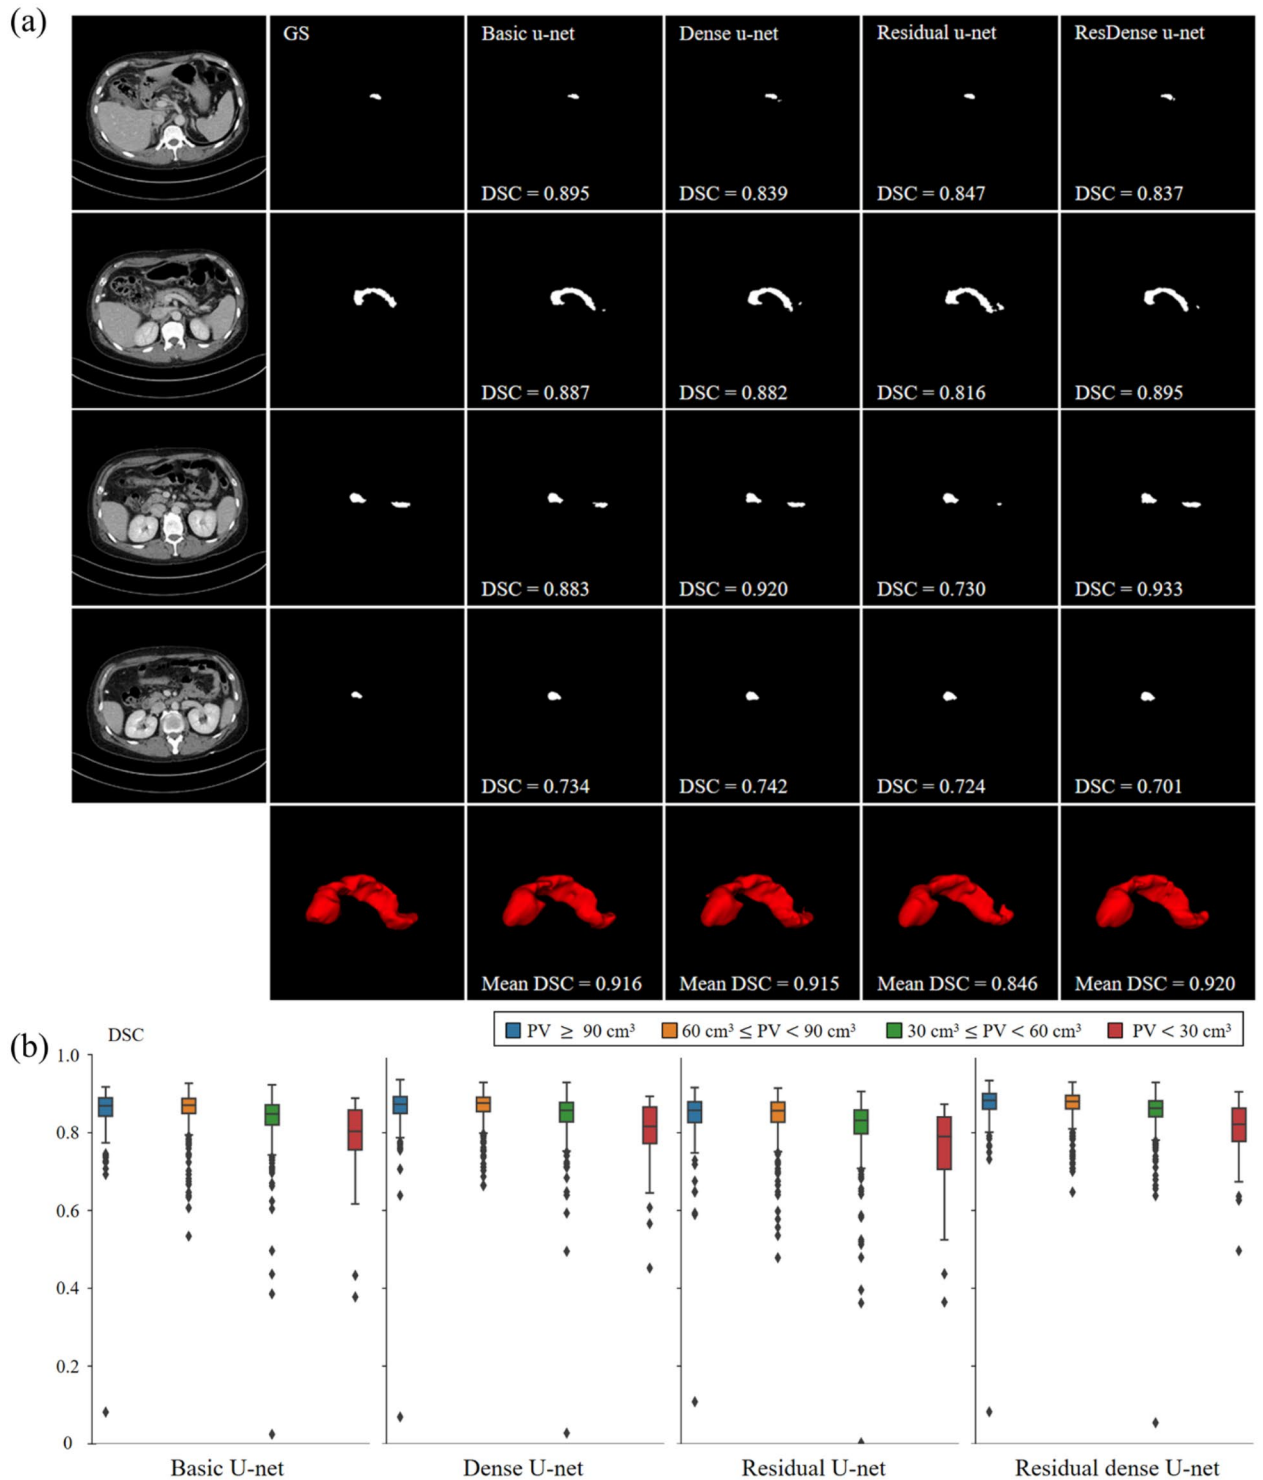 (a)
GS
Basic u-net
Dense u-net
Residual u-net
ResDense u-net
DSC = 0.895
DSC = 0.839
DSC = 0.847
DSC = 0.837
DSC = 0.887
DSC = 0.882
DSC = 0.816
DSC = 0.895
DSC = 0.883
DSC = 0.920
DSC = 0.730
DSC = 0.933
DSC = 0.734
DSC = 0.742
DSC = 0.724
DSC = 0.701
Mean DSC = 0.916
Mean DSC = 0.915
Mean DSC = 0.846
Mean DSC = 0.920
(b)
DSC
PV ≥ 90 cm³
60 cm³ ≤ PV < 90 cm³
30 cm³ ≤ PV < 60 cm³
PV < 30 cm³
1.0
0.8
0.6
0.4
0.2
0
Basic U-net
Dense U-net
Residual U-net
Residual dense U-net